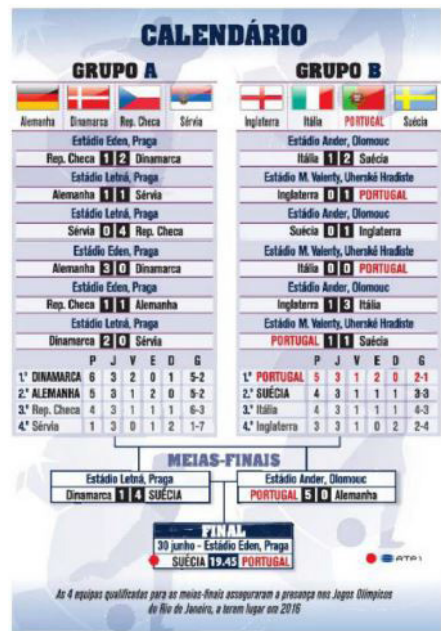 CALENDÁRIO
GRUPO A
Alemanha Dinamarca Rep. Checa Sérvia
Estádio Eden, Praga
Rep. Checa 1 2 Dinamarca
Estádio Letná, Praga
Alemanha 1 1 Sérvia
Estádio Letná, Praga
Sérvia 0 4 Rep. Checa
Estádio Eden, Praga
Alemanha 3 0 Dinamarca
Estádio Eden, Praga
Rep. Checa 1 1 Alemanha
Estádio Letná, Praga
Dinamarca 2 0 Sérvia
P J V E D G
1.º DINAMARCA 6 3 2 0 1 5-2
2.º ALEMANHA 5 3 1 2 0 5-2
3.º Rep. Checa 4 3 1 1 1 6-3
4.º Sérvia 1 3 0 1 2 1-7
GRUPO B
Inglaterra Itália PORTUGAL Suécia
Estádio Ander, Olomouc
Itália 1 2 Suécia
Estádio M. Valenty, Uherské Hradiste
Inglaterra 0 1 PORTUGAL
Estádio Ander, Olomouc
Suécia 0 1 Inglaterra
Estádio M. Valenty, Uherské Hradiste
Itália 0 0 PORTUGAL
Estádio Ander, Olomouc
Inglaterra 1 3 Itália
Estádio M. Valenty, Uherské Hradiste
PORTUGAL 1 1 Suécia
P J V E D G
1.º PORTUGAL 5 3 1 2 0 2-1
2.º SUÉCIA 4 3 1 1 1 3-3
3.º Itália 4 3 1 1 1 4-3
4.º Inglaterra 3 3 1 0 2 2-4
MEIAS-FINAIS
Estádio Letná, Praga
Dinamarca 1 4 SUÉCIA
Estádio Ander, Olomouc
PORTUGAL 5 0 Alemanha
FINAL
30 junho - Estádio Eden, Praga
SUÉCIA 19.45 PORTUGAL
RTP1
As 4 equipas qualificadas para as meias-finais asseguraram a presença nos Jogos Olímpicos
do Rio de Janeiro, a terem lugar em 2016